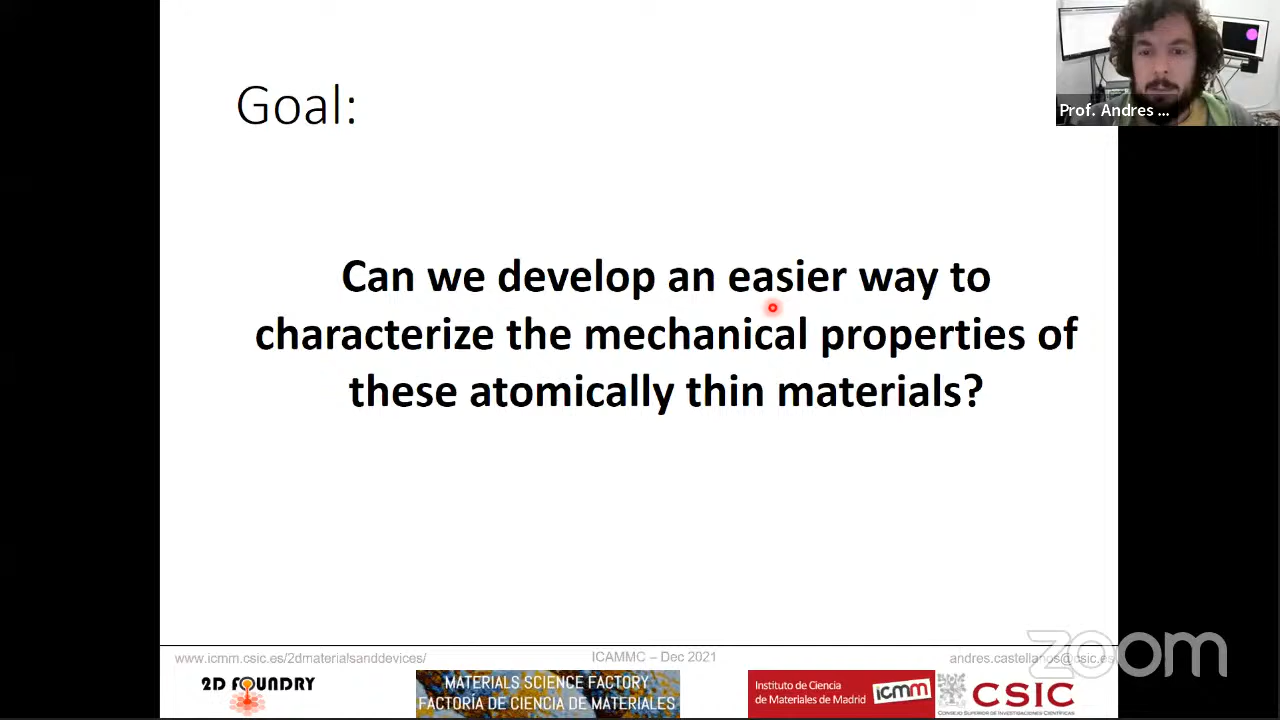 Goal:
Prof. Andres ...
Can we develop an easier way to
characterize the mechanical properties of
these atomically thin materials?
www.icmm.csic.es/2dmaterialsanddevices/
ICAMMC – Dec 2021
andres.castellanos@csic.es
zoom
2D FOUNDRY
MATERIALS SCIENCE FACTORY
FACTORÍA DE CIENCIA DE MATERIALES
Instituto de Ciencia
de Materiales de Madrid
icmm
CSIC
CONSEJO SUPERIOR DE INVESTIGACIONES CIENTÍFICAS